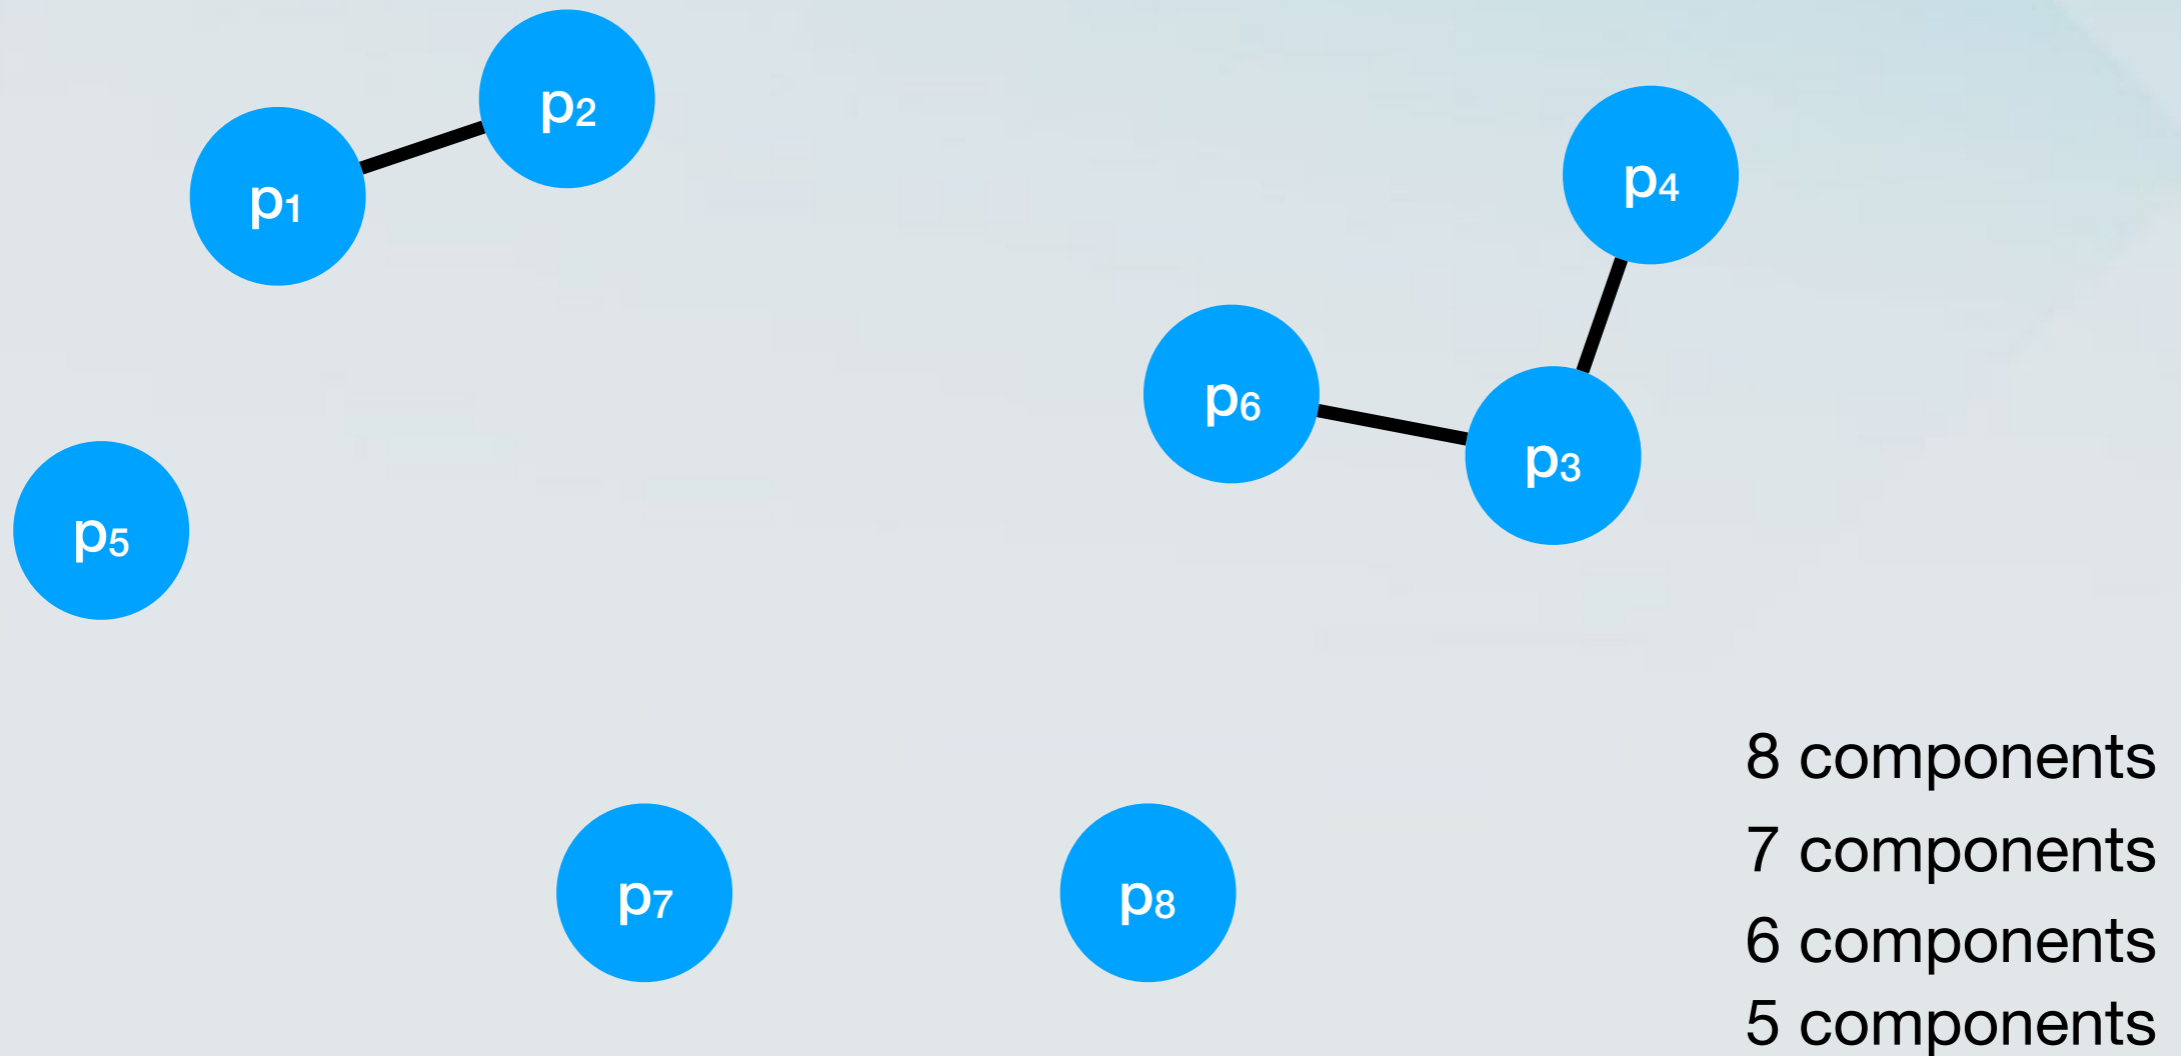 p₂
p₁
p₄
p₆
p₃
p₅
p₇
p₈
8 components
7 components
6 components
5 components